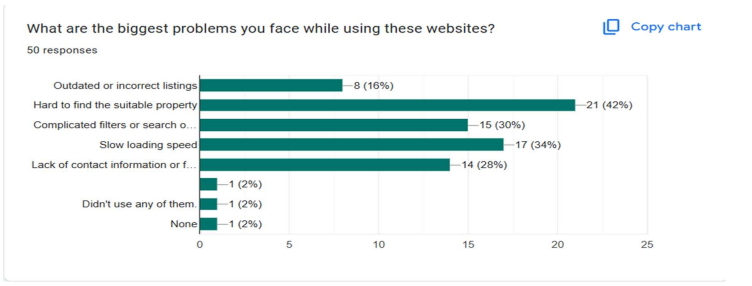 What are the biggest problems you face while using these websites?
Copy chart
50 responses
Outdated or incorrect listings 8 (16%)
Hard to find the suitable property 21 (42%)
Complicated filters or search o… 15 (30%)
Slow loading speed 17 (34%)
Lack of contact information or f… 14 (28%)
1 (2%)
Didn't use any of them. 1 (2%)
None 1 (2%)
0 5 10 15 20 25